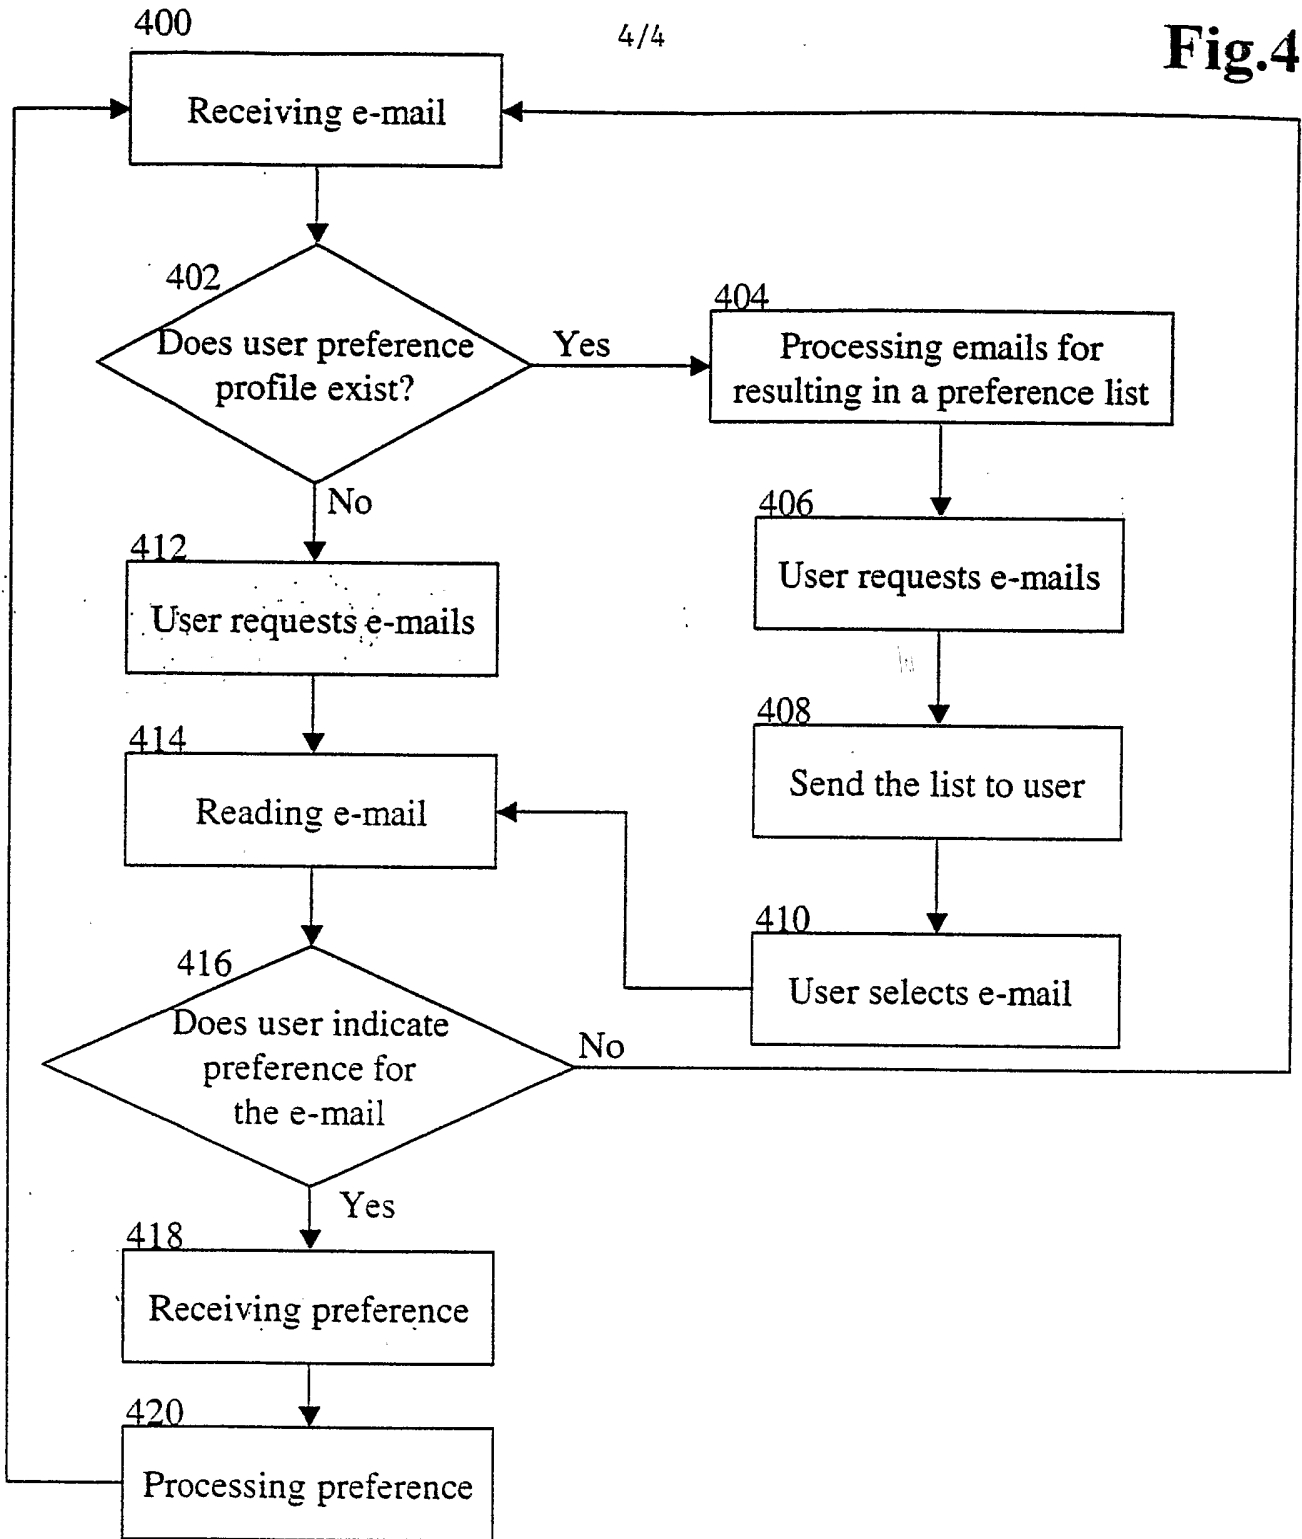 400
4/4
Fig.4
Receiving e-mail
402
Does user preference
profile exist?
Yes
No
404
Processing emails for
resulting in a preference list
406
User requests e-mails
408
Send the list to user
410
User selects e-mail
412
User requests e-mails
414
Reading e-mail
416
Does user indicate
preference for
the e-mail
No
Yes
418
Receiving preference
420
Processing preference